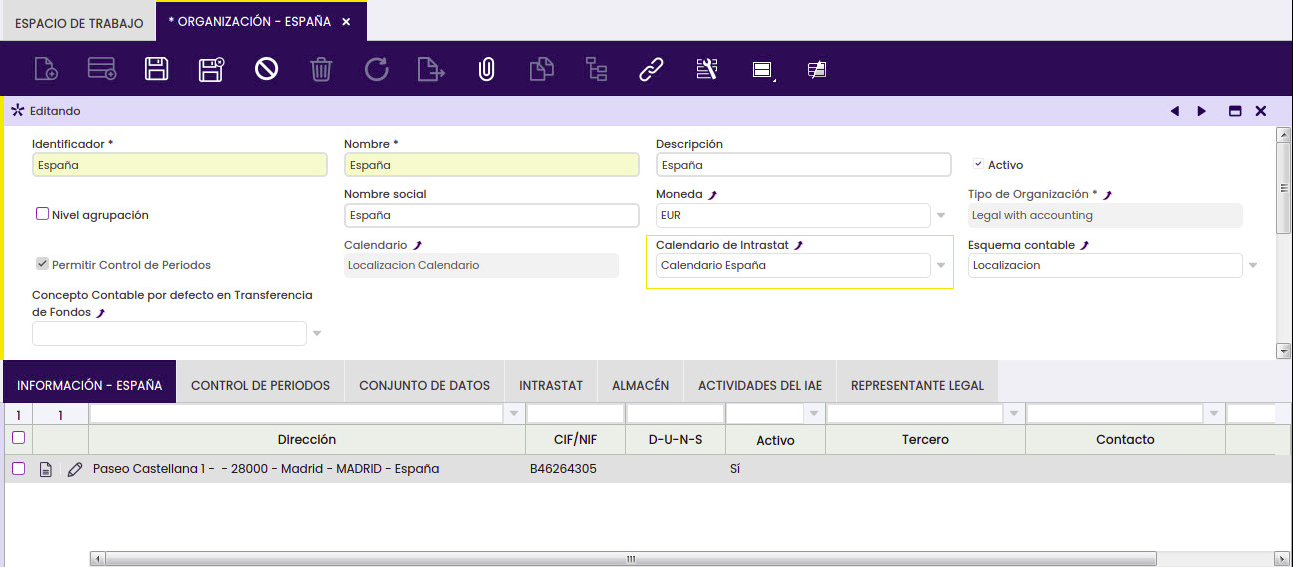 ESPACIO DE TRABAJO
* ORGANIZACIÓN - ESPAÑA ×
Editando
Identificador *
Nombre *
Descripción
España
España
España
Activo
Nombre social
Moneda
Tipo de Organización *
Nivel agrupación
España
EUR
Legal with accounting
Calendario
Calendario de Intrastat
Esquema contable
Permitir Control de Periodos
Localizacion Calendario
Calendario España
Localizacion
Concepto Contable por defecto en Transferencia
de Fondos
INFORMACIÓN - ESPAÑA
CONTROL DE PERIODOS
CONJUNTO DE DATOS
INTRASTAT
ALMACÉN
ACTIVIDADES DEL IAE
REPRESENTANTE LEGAL
1
1
Dirección
CIF/NIF
D-U-N-S
Activo
Tercero
Contacto
Paseo Castellana 1 - - 28000 - Madrid - MADRID - España
B46264305
Sí